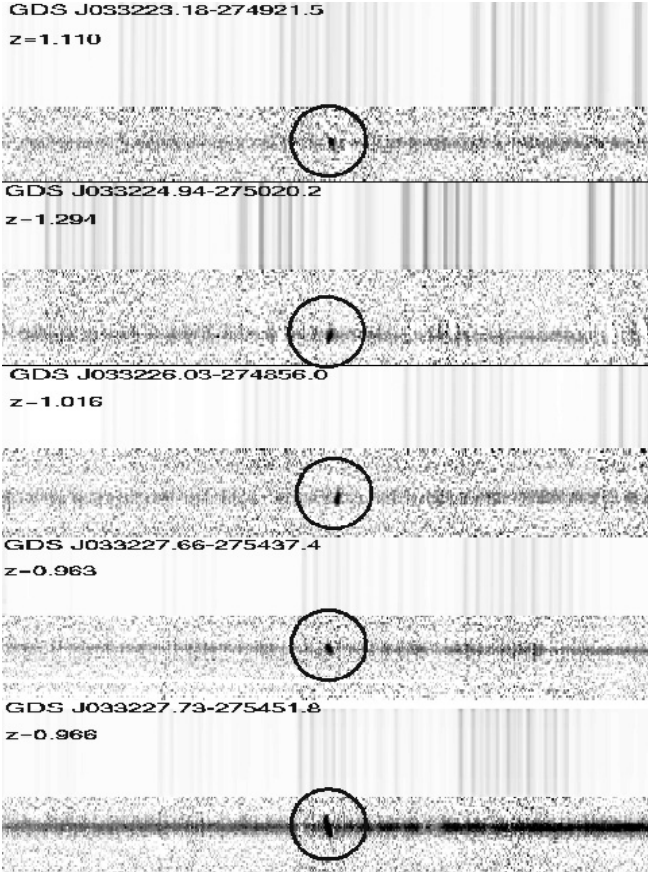 GDS J033223.18-274921.5
z=1.110
GDS J033224.94-275020.2
z-1.294
GDS J033226.03-274856.0
z-1.016
GDS J033227.66-275437.4
z-0.963
GDS J033227.73-275451.8
z-0.966